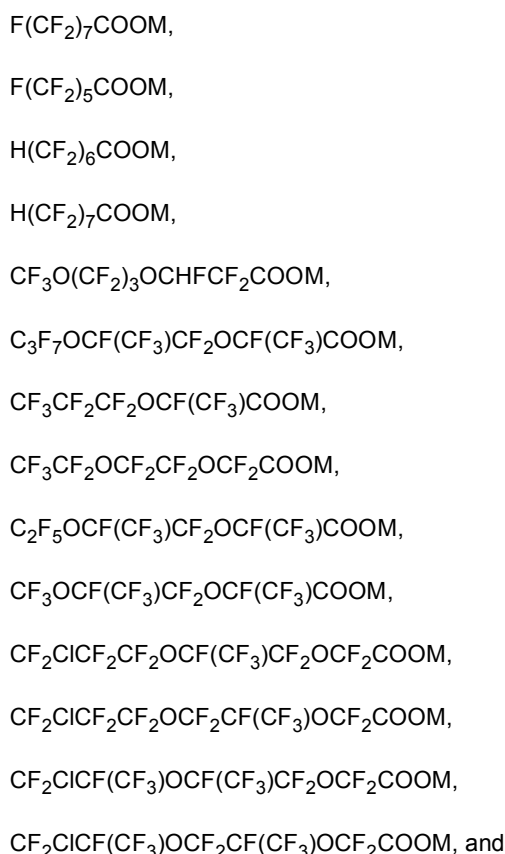 F(CF₂)₇COOM,
F(CF₂)₅COOM,
H(CF₂)₆COOM,
H(CF₂)₇COOM,
CF₃O(CF₂)₃OCHFCF₂COOM,
C₃F₇OCF(CF₃)CF₂OCF(CF₃)COOM,
CF₃CF₂CF₂OCF(CF₃)COOM,
CF₃CF₂OCF₂CF₂OCF₂COOM,
C₂F₅OCF(CF₃)CF₂OCF(CF₃)COOM,
CF₃OCF(CF₃)CF₂OCF(CF₃)COOM,
CF₂ClCF₂CF₂OCF(CF₃)CF₂OCF₂COOM,
CF₂ClCF₂CF₂OCF₂CF(CF₃)OCF₂COOM,
CF₂ClCF(CF₃)OCF(CF₃)CF₂OCF₂COOM,
CF₂ClCF(CF₃)OCF₂CF(CF₃)OCF₂COOM, and